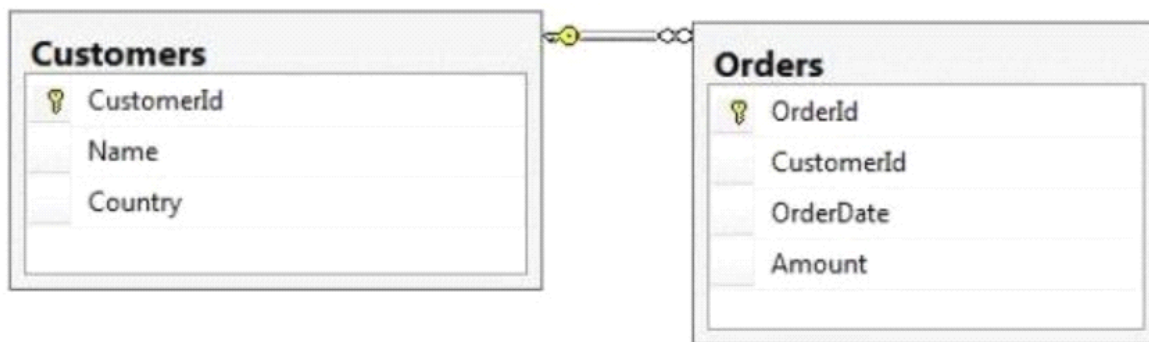 Customers
CustomerId
Name
Country
Orders
OrderId
CustomerId
OrderDate
Amount